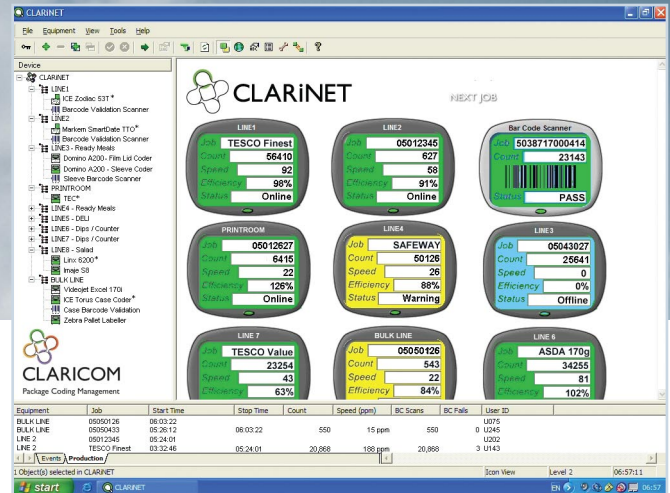 CLARiNET
File Equipment View Tools Help
Device
CLARiNET
LINE1
ICE Zodiac 53T*
Barcode Validation Scanner
LINE2
Markem SmartDate TTO*
Barcode Validation Scanner
LINE3 - Ready Meals
Domino A200 - Film Lid Coder
Domino A200 - Sleeve Coder
Sleeve Barcode Scanner
PRINTROOM
TEC*
LINE4 - Ready Meals
LINE5 - DELI
LINE6 - Dips / Counter
LINE7 - Dips / Counter
LINE8 - Salad
Linx 6200*
Imaje S8
BULK LINE
Videojet Excel 170i
ICE Torus Case Coder*
Case Barcode Validation
Zebra Pallet Labeller
CLARICOM
Package Coding Management
CLARiNET
NEXT JOB
LINE1
Job TESCO Finest
Count 56410
Speed 92
Efficiency 98%
Status Online
LINE2
Job 05012345
Count 627
Speed 58
Efficiency 91%
Status Online
Bar Code Scanner
Job 5038717000414
Count 23143
Status PASS
PRINTROOM
Job 05012627
Count 6415
Speed 22
Efficiency 126%
Status Online
LINE4
Job SAFEWAY
Count 50126
Speed 26
Efficiency 88%
Status Warning
LINE3
Job 05043027
Count 25641
Speed 0
Efficiency 0%
Status Offline
LINE 7
Job TESCO Value
Count 23254
Speed 43
Efficiency 63%
BULK LINE
Job 05050126
Count 543
Speed 22
Efficiency 84%
LINE 6
Job ASDA 170g
Count 34255
Speed 81
Efficiency 102%
Equipment Job Start Time Stop Time Count Speed (ppm) BC Scans BC Fails User ID
BULK LINE 05050126 06:03:22 U075
BULK LINE 05050433 05:26:12 06:03:22 550 15 ppm 550 0 U245
LINE 2 05012345 05:24:01 U202
LINE 2 TESCO Finest 03:32:46 05:24:01 20,868 188 ppm 20,868 3 U143
Events Production
1 Object(s) selected in CLARiNET Icon View Level 2 06:57:11
start CLARiNET EN 06:57